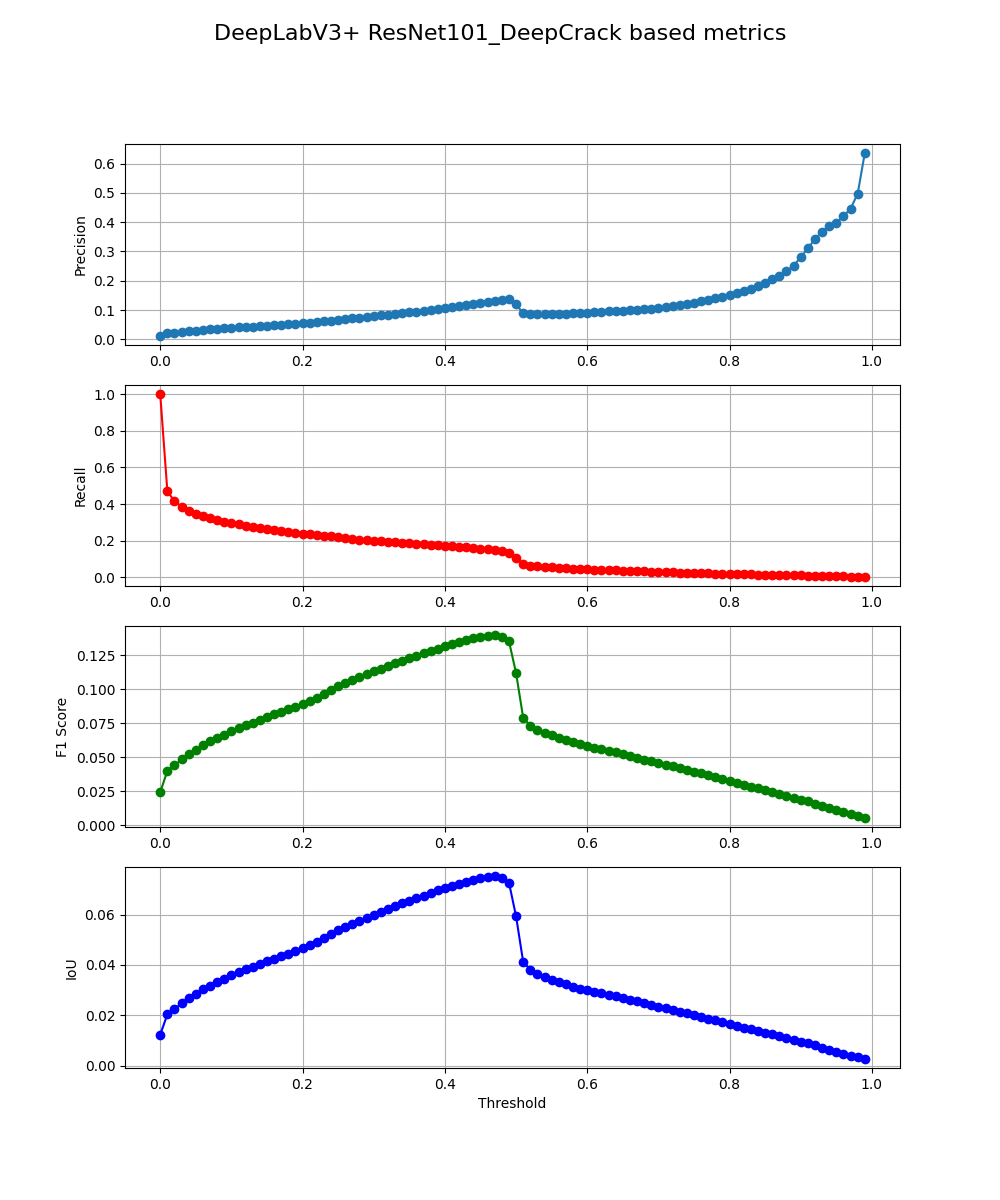 DeepLabV3+ ResNet101_DeepCrack based metrics
Precision
0.6
0.5
0.4
0.3
0.2
0.1
0.0
0.0 0.2 0.4 0.6 0.8 1.0
Recall
1.0
0.8
0.6
0.4
0.2
0.0
0.0 0.2 0.4 0.6 0.8 1.0
F1 Score
0.125
0.100
0.075
0.050
0.025
0.000
0.0 0.2 0.4 0.6 0.8 1.0
IoU
0.06
0.04
0.02
0.00
0.0 0.2 0.4 0.6 0.8 1.0
Threshold